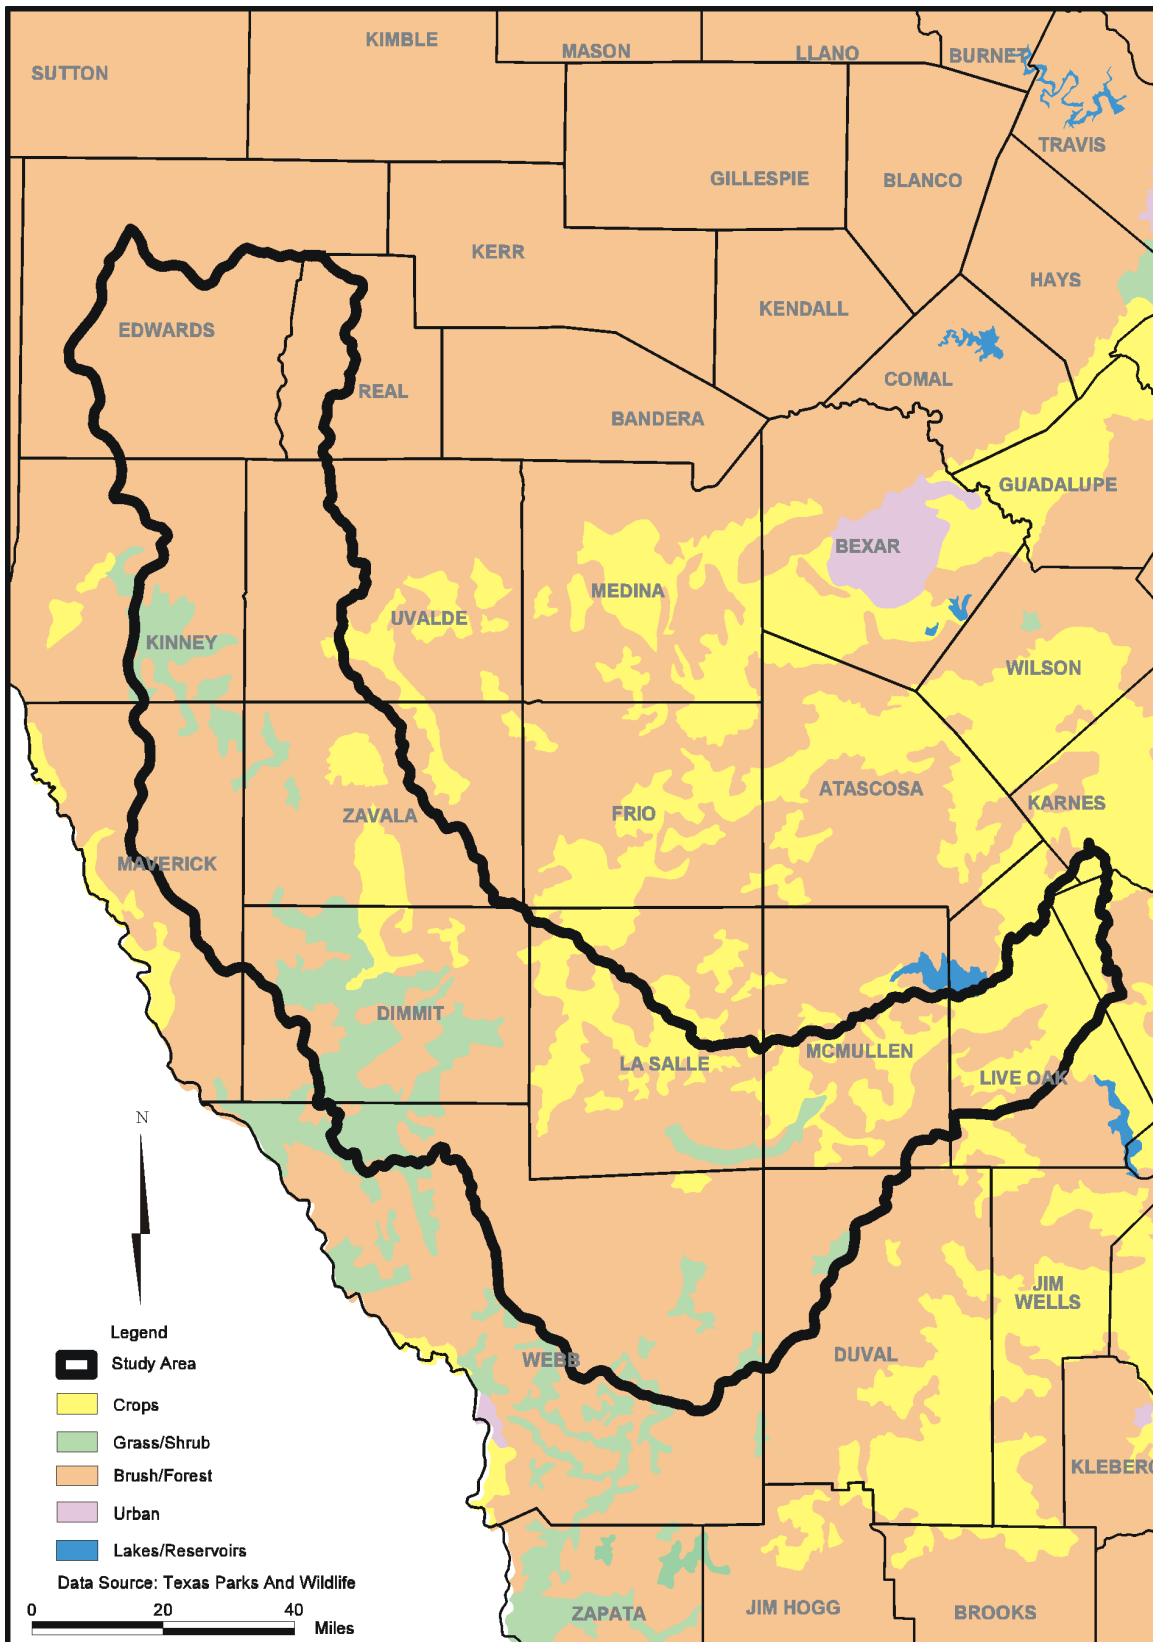 KIMBLE
MASON
LLANO
BURNET
SUTTON
TRAVIS
GILLESPIE
BLANCO
KERR
HAYS
KENDALL
EDWARDS
COMAL
REAL
BANDERA
GUADALUPE
BEXAR
MEDINA
UVALDE
KINNEY
WILSON
ATASCOSA
KARNES
FRIO
ZAVALA
MAVERICK
DIMMIT
MCMULLEN
LA SALLE
LIVE OAK
N
JIM
WELLS
Legend
DUVAL
WEBB
Study Area
Crops
Grass/Shrub
KLEBERG
Brush/Forest
Urban
Lakes/Reservoirs
Data Source: Texas Parks And Wildlife
0 20 40
Miles
ZAPATA
JIM HOGG
BROOKS